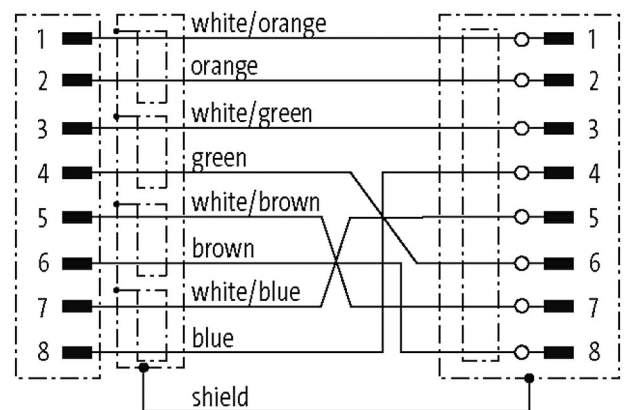 1 white/orange 1
2 orange 2
3 white/green 3
4 green 4
5 white/brown 5
6 brown 6
7 white/blue 7
8 blue 8
shield